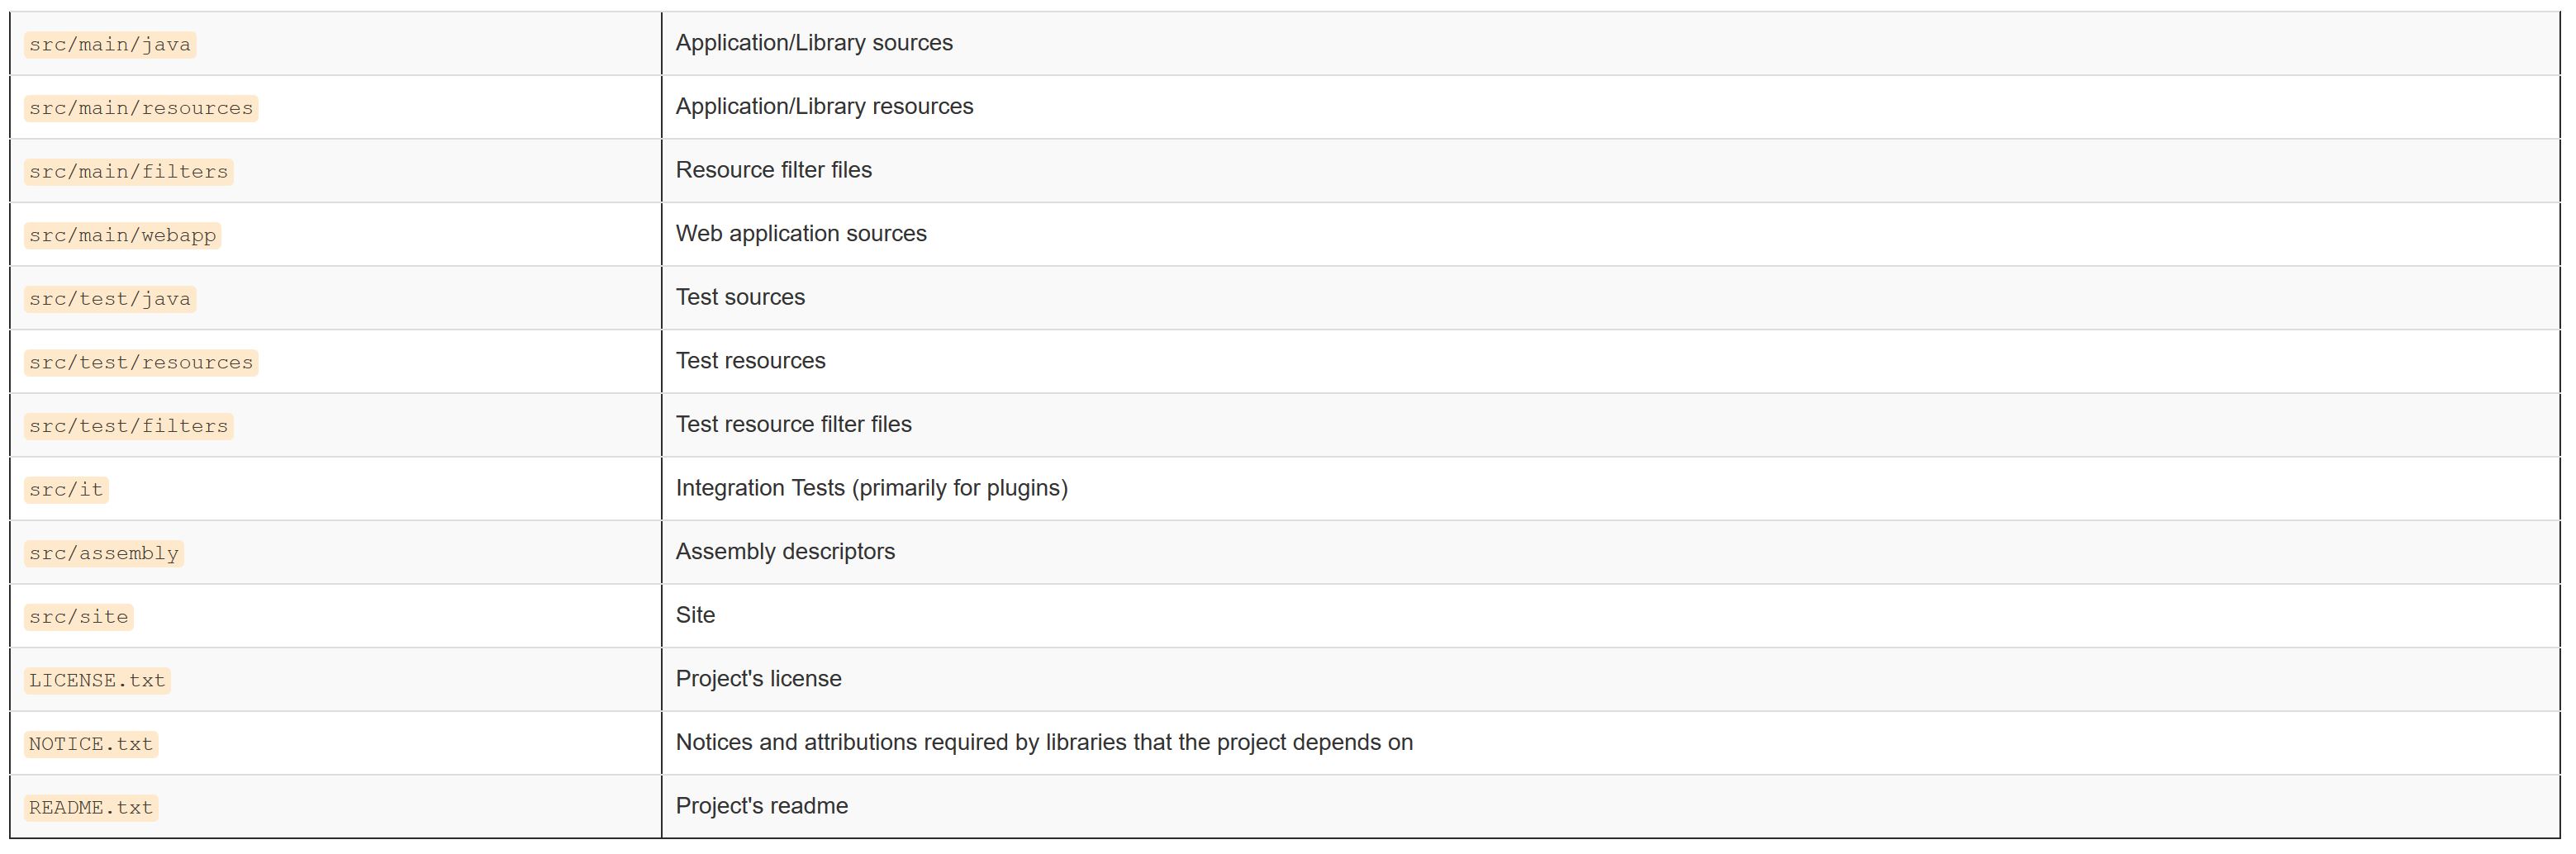 src/main/java Application/Library sources
src/main/resources Application/Library resources
src/main/filters Resource filter files
src/main/webapp Web application sources
src/test/java Test sources
src/test/resources Test resources
src/test/filters Test resource filter files
src/it Integration Tests (primarily for plugins)
src/assembly Assembly descriptors
src/site Site
LICENSE.txt Project's license
NOTICE.txt Notices and attributions required by libraries that the project depends on
README.txt Project's readme